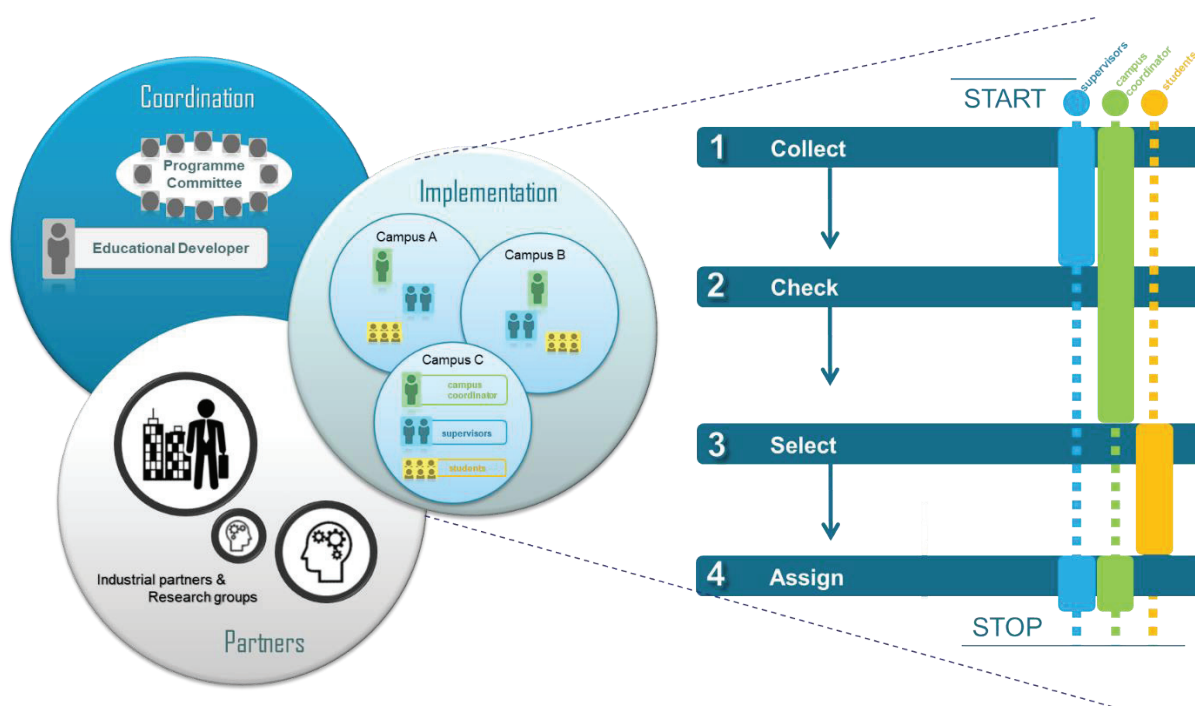 Coordination
Programme
Committee
Educational Developer
Implementation
Campus A
Campus B
Campus C
campus
coordinator
supervisors
students
Industrial partners &
Research groups
Partners
supervisors
campus
coordinator
students
START
1 Collect
2 Check
3 Select
4 Assign
STOP